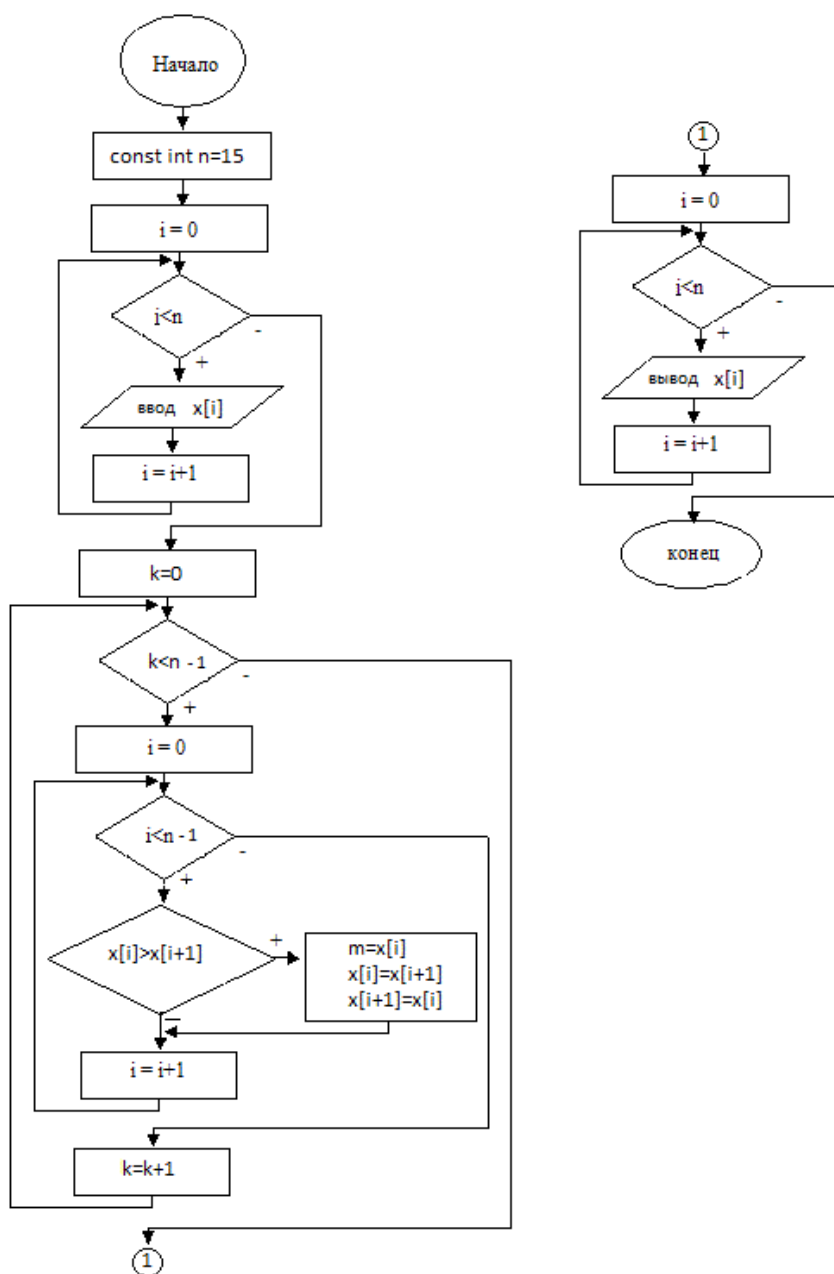 Начало
const int n=15
i = 0
i<n
-
+
ввод x[i]
i = i+1
k=0
k<n - 1
-
+
i = 0
i<n - 1
-
+
x[i]>x[i+1]
+
m=x[i]
x[i]=x[i+1]
x[i+1]=x[i]
–
i = i+1
k=k+1
1
1
i = 0
i<n
-
+
вывод x[i]
i = i+1
конец